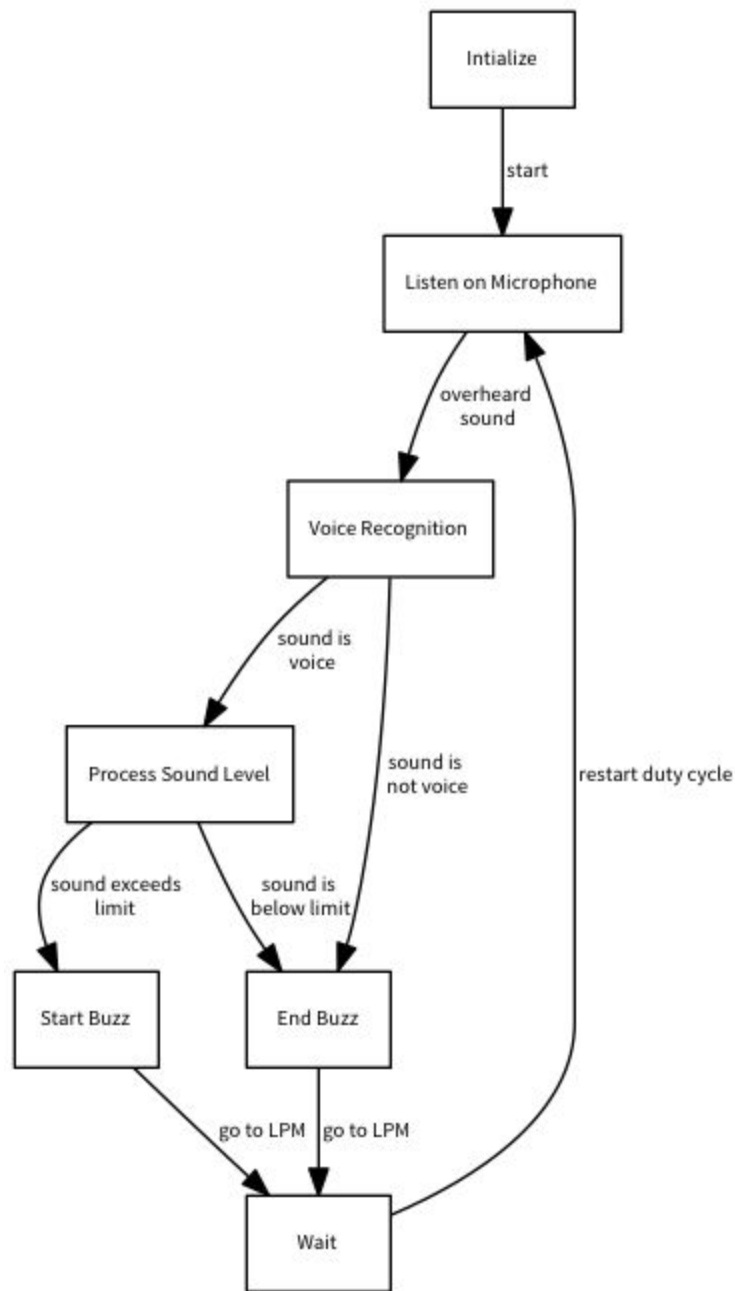 Intialize
start
Listen on Microphone
overheard
sound
Voice Recognition
sound is
voice
sound is
not voice
Process Sound Level
restart duty cycle
sound exceeds
limit
sound is
below limit
Start Buzz
End Buzz
go to LPM
go to LPM
Wait